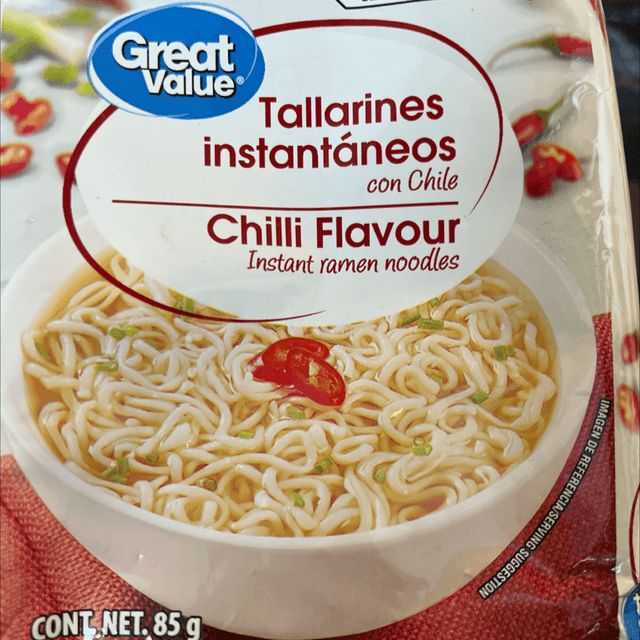 Great
Value®
Tallarines
instantáneos
con Chile
Chilli Flavour
Instant ramen noodles
IMAGEN DE REFERENCIA/SERVING SUGGESTION
CONT. NET. 85 g